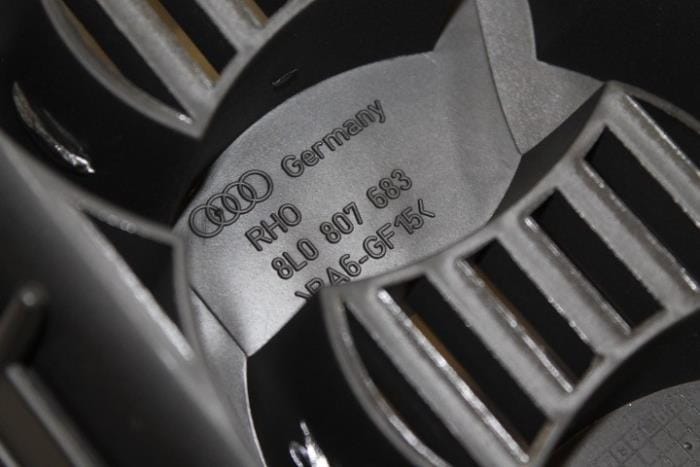 Germany
RHO
8L0 807 683
>PA6-GF15<